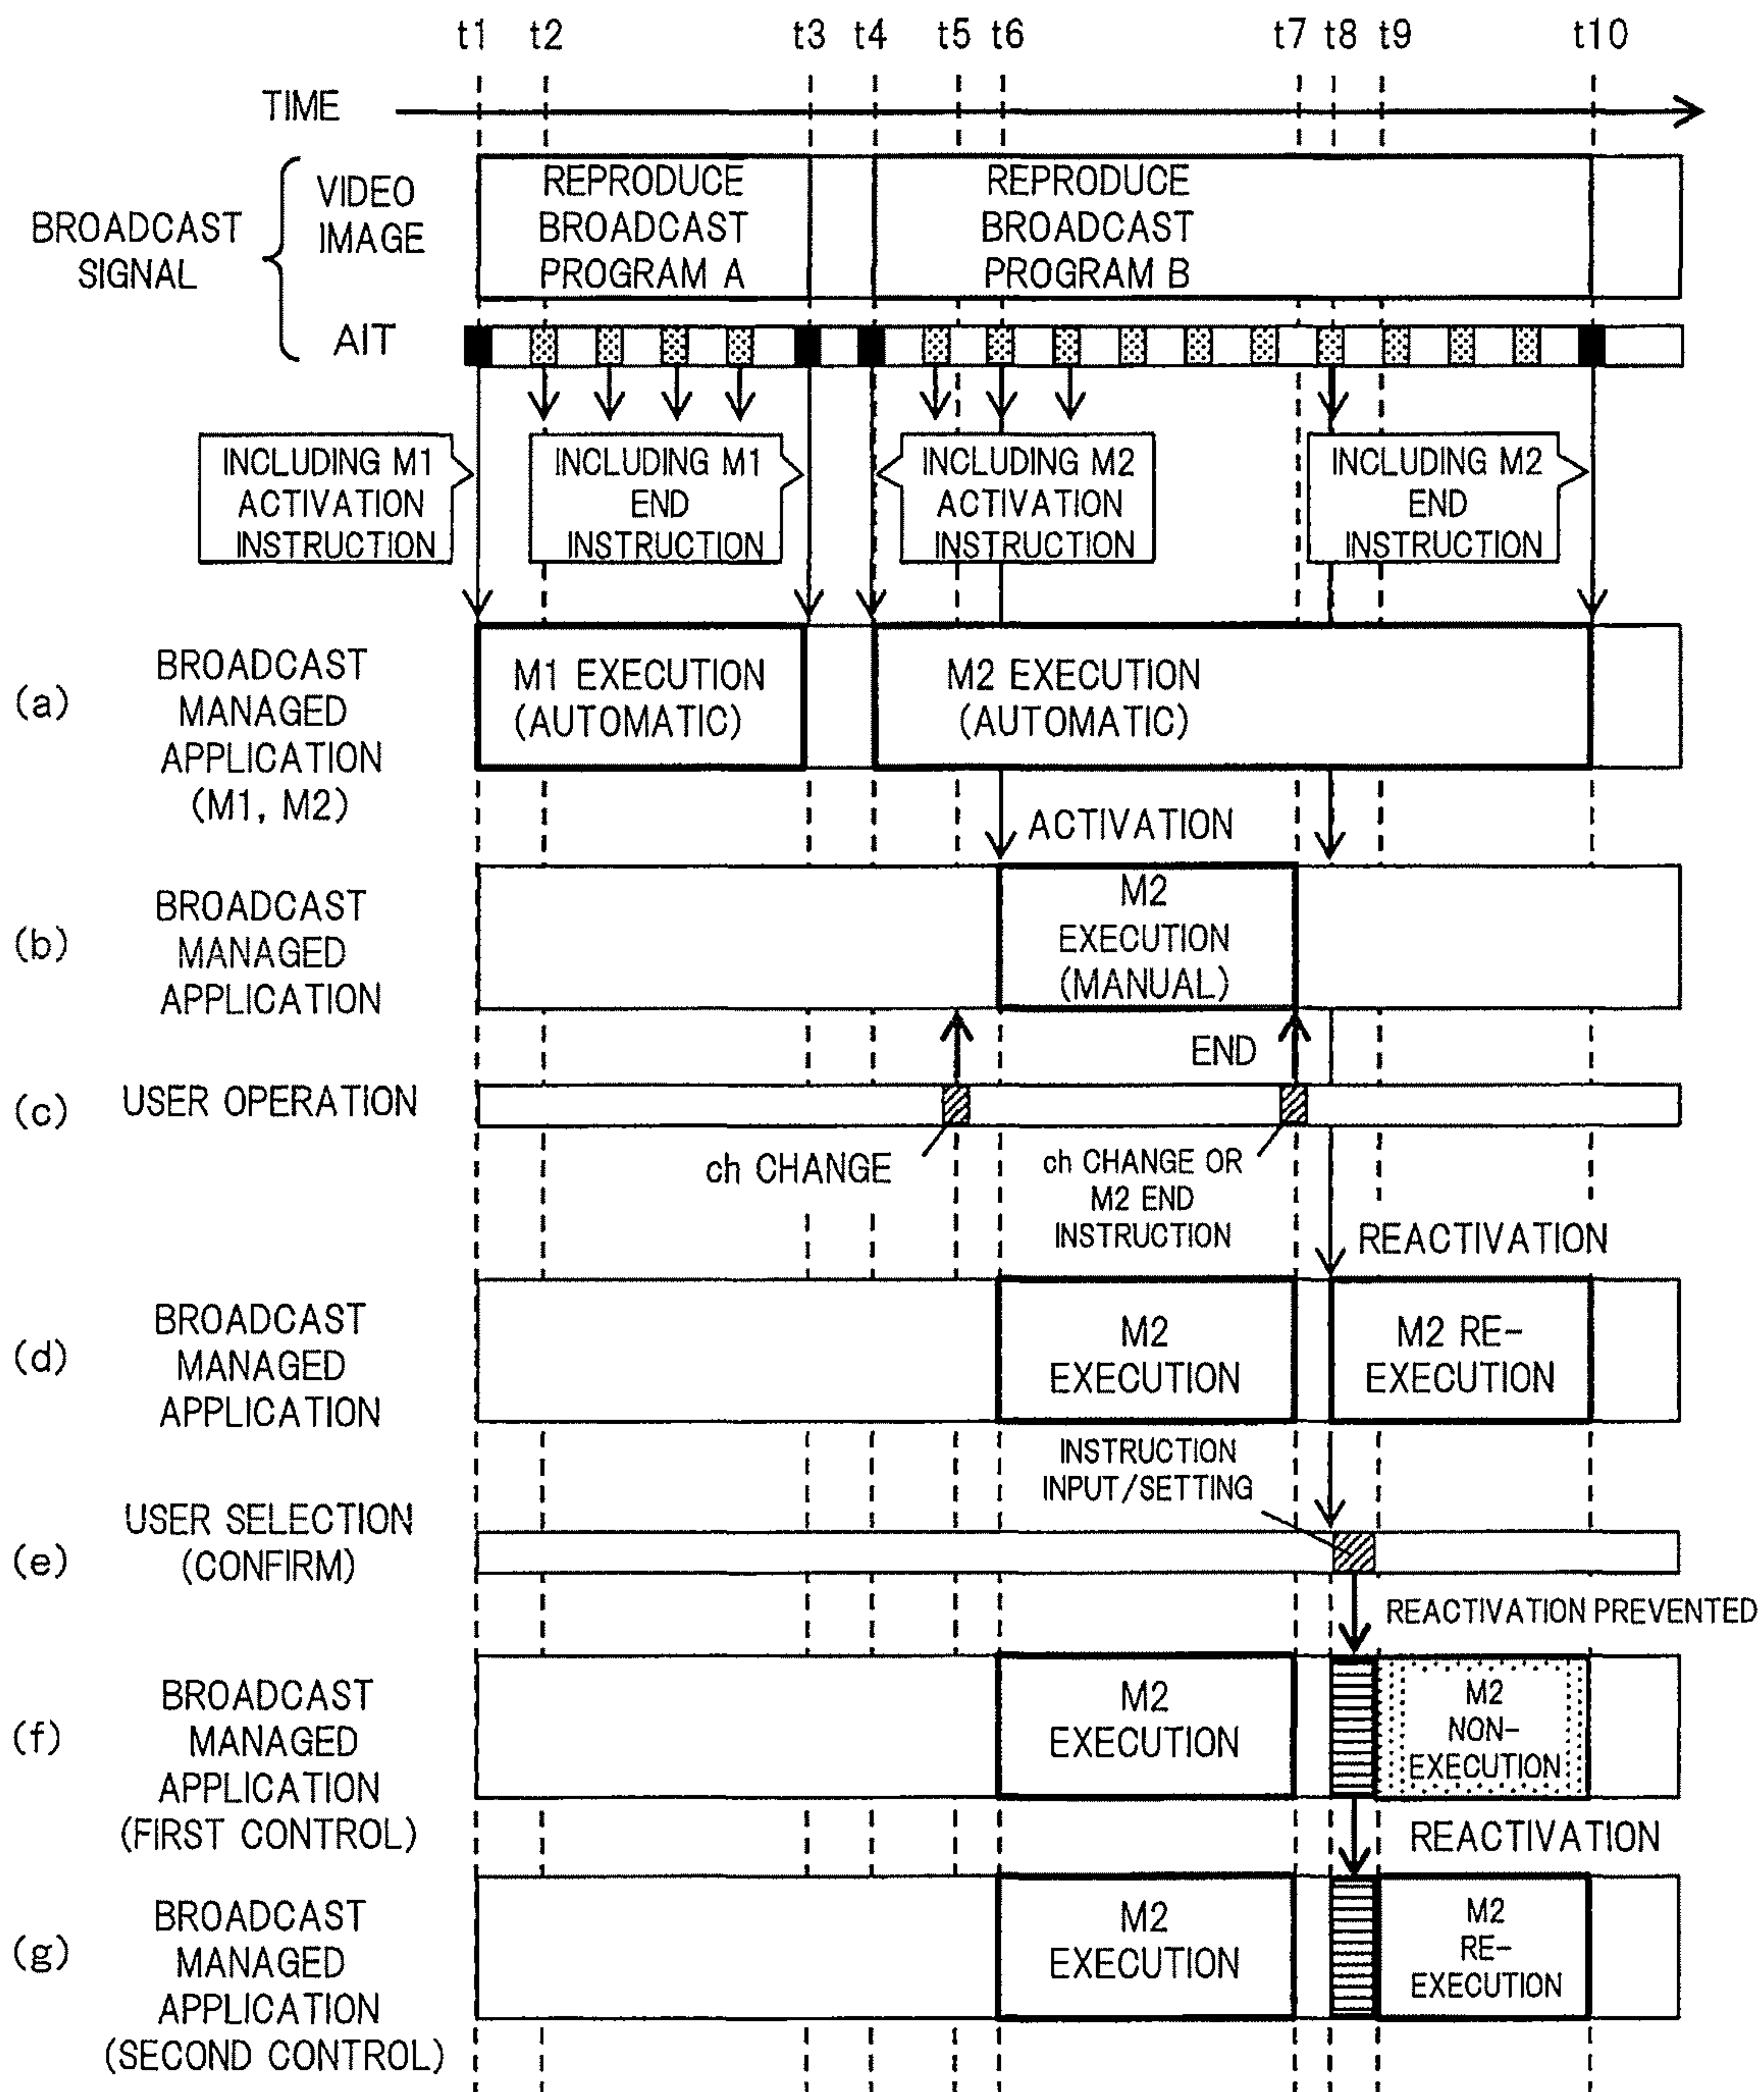 t1 t2 t3 t4 t5 t6 t7 t8 t9 t10
TIME
BROADCAST
SIGNAL
VIDEO
IMAGE
REPRODUCE
BROADCAST
PROGRAM A
REPRODUCE
BROADCAST
PROGRAM B
AIT
INCLUDING M1
ACTIVATION
INSTRUCTION
INCLUDING M1
END
INSTRUCTION
INCLUDING M2
ACTIVATION
INSTRUCTION
INCLUDING M2
END
INSTRUCTION
(a)
BROADCAST
MANAGED
APPLICATION
(M1, M2)
M1 EXECUTION
(AUTOMATIC)
M2 EXECUTION
(AUTOMATIC)
ACTIVATION
(b)
BROADCAST
MANAGED
APPLICATION
M2
EXECUTION
(MANUAL)
END
(c)
USER OPERATION
ch CHANGE
ch CHANGE OR
M2 END
INSTRUCTION
REACTIVATION
(d)
BROADCAST
MANAGED
APPLICATION
M2
EXECUTION
M2 RE-
EXECUTION
INSTRUCTION
INPUT/SETTING
(e)
USER SELECTION
(CONFIRM)
REACTIVATION PREVENTED
(f)
BROADCAST
MANAGED
APPLICATION
(FIRST CONTROL)
M2
EXECUTION
M2
NON-
EXECUTION
REACTIVATION
(g)
BROADCAST
MANAGED
APPLICATION
(SECOND CONTROL)
M2
EXECUTION
M2
RE-
EXECUTION